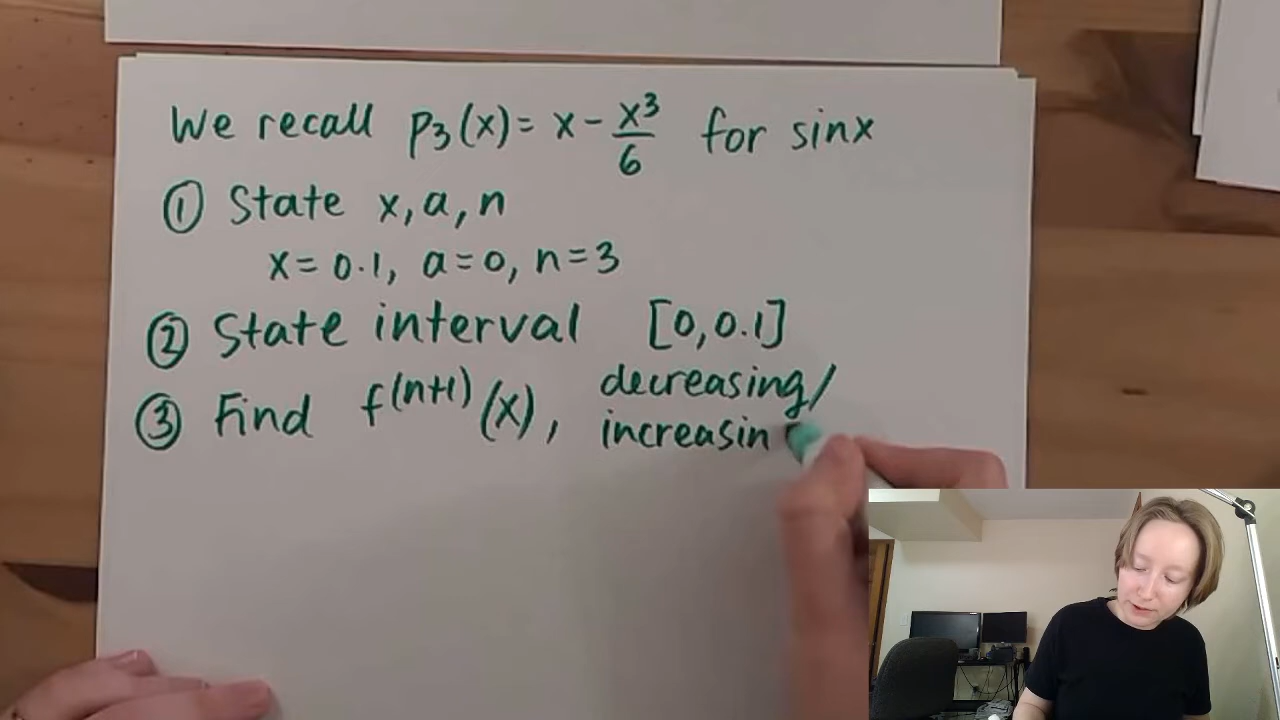 We recall p₃(x) = x - x³/6 for sinx
① State x, a, n
x = 0.1, a = 0, n = 3
② State interval [0, 0.1]
③ Find f⁽ⁿ⁺¹⁾(x), decreasing/
increasin